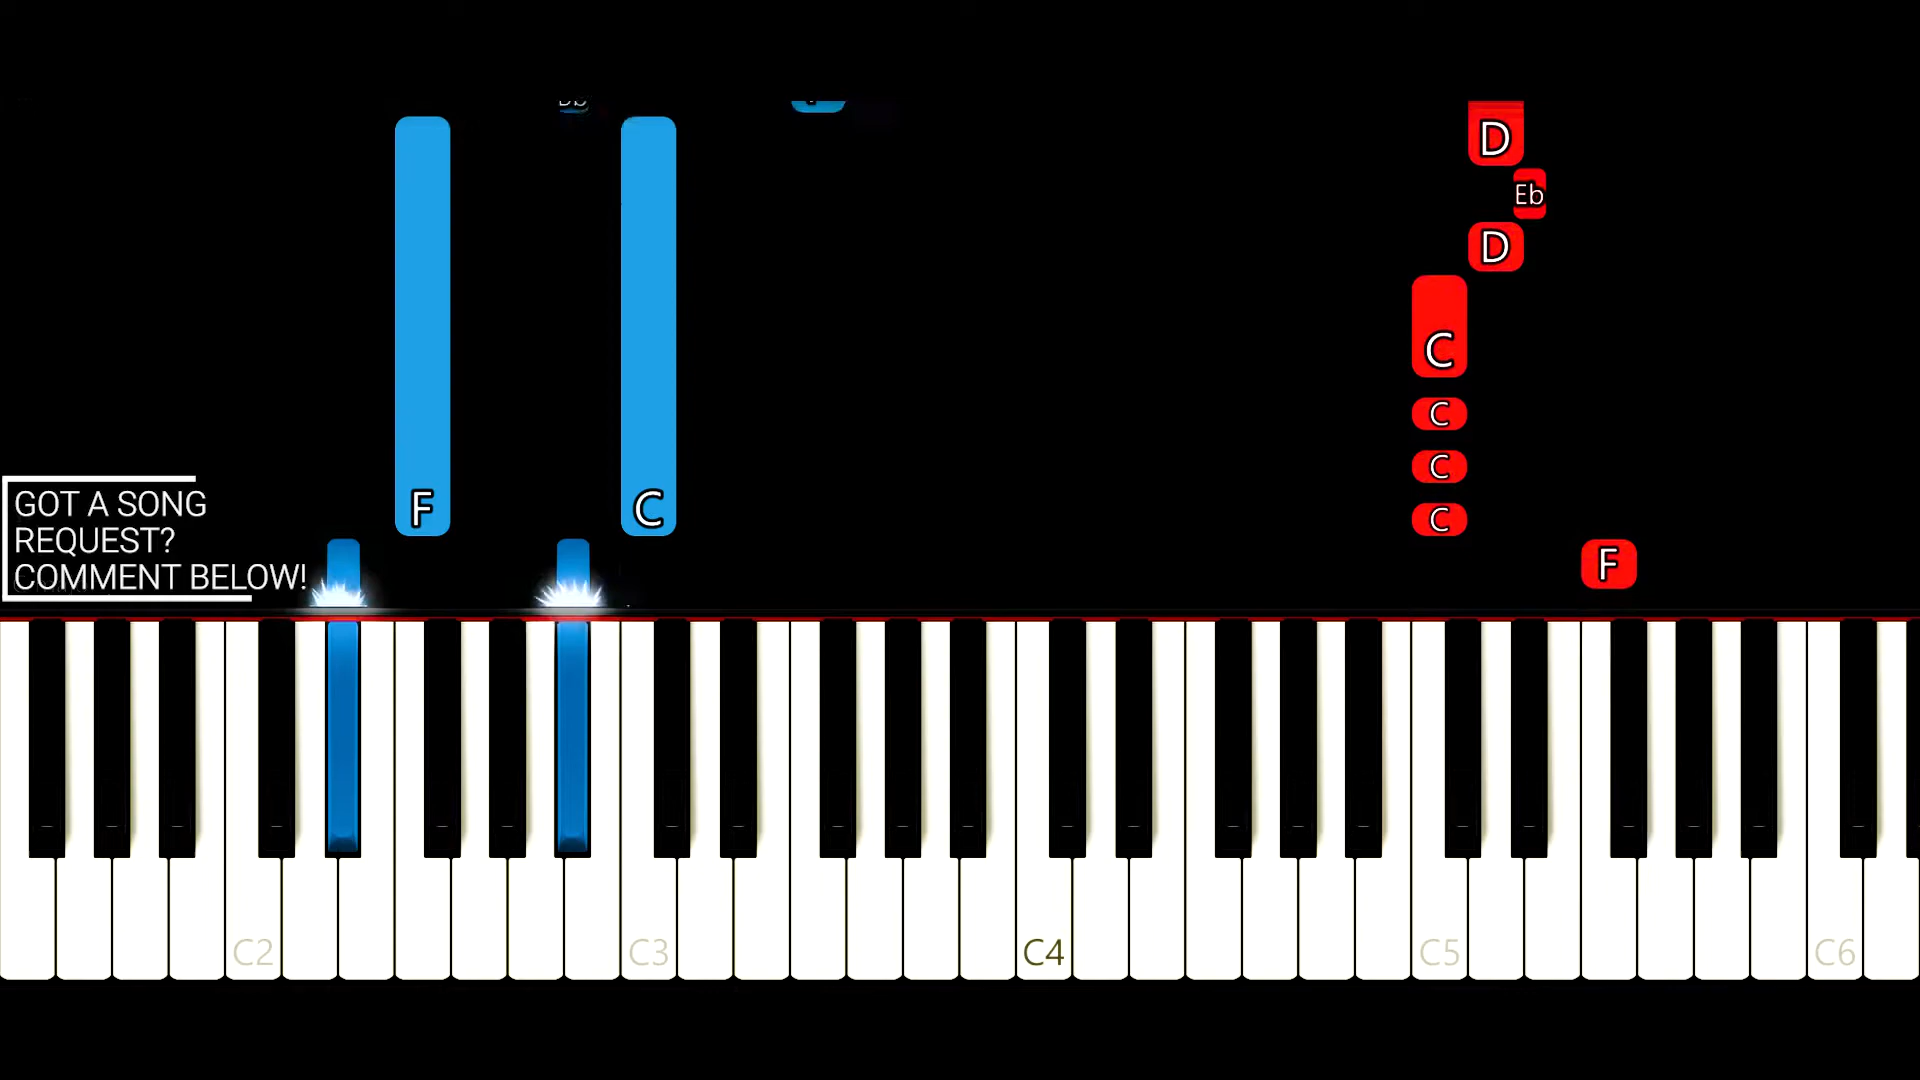 D
Eb
D
C
C
C
C
F C
F
GOT A SONG
REQUEST?
COMMENT BELOW!
C2 C3 C4 C5 C6